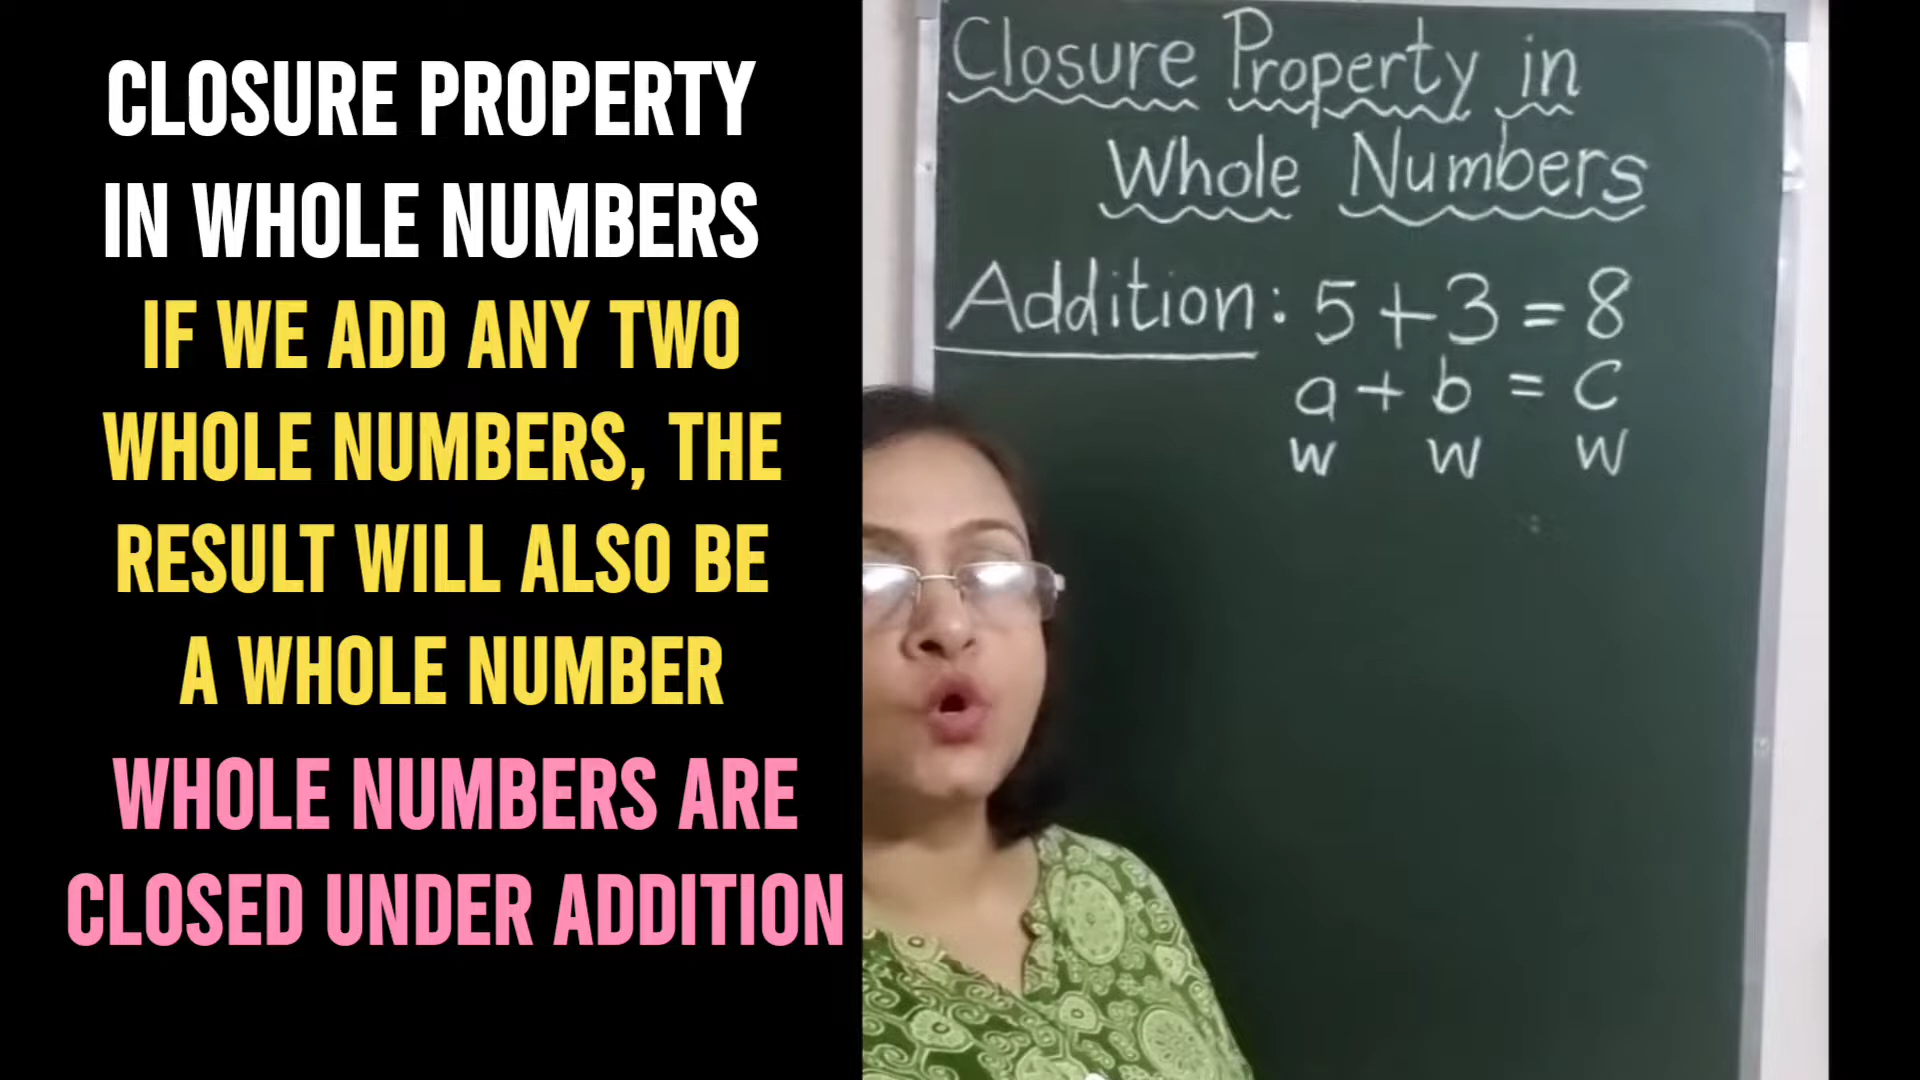 CLOSURE PROPERTY
IN WHOLE NUMBERS
IF WE ADD ANY TWO
WHOLE NUMBERS, THE
RESULT WILL ALSO BE
A WHOLE NUMBER
WHOLE NUMBERS ARE
CLOSED UNDER ADDITION
Closure Property in
Whole Numbers
Addition: 5+3=8
a + b = c
W W W